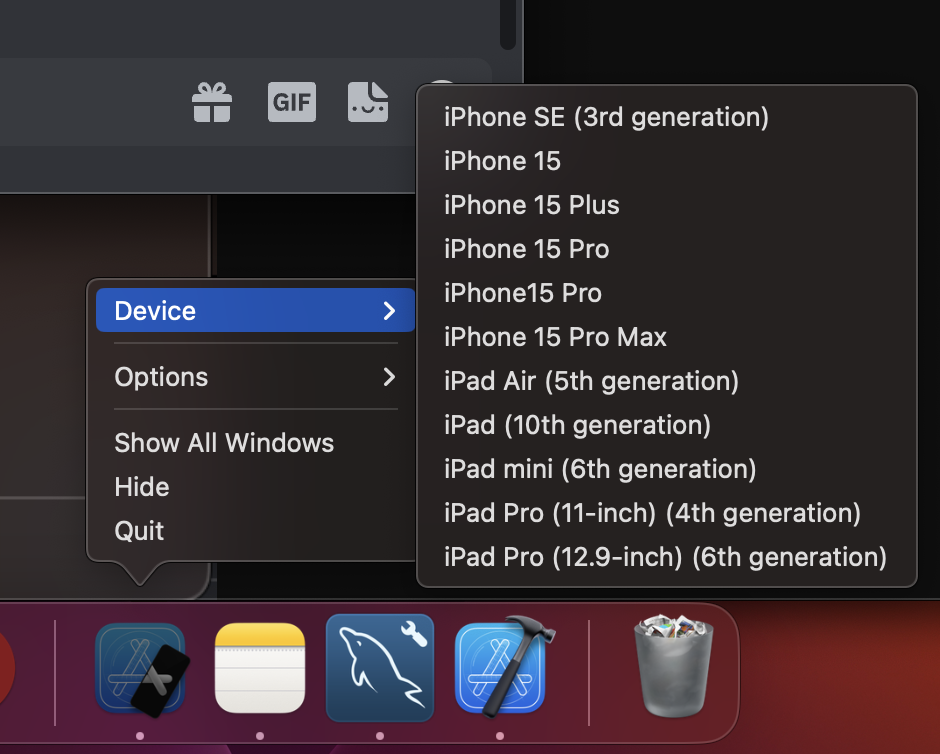 GIF
iPhone SE (3rd generation)
iPhone 15
iPhone 15 Plus
iPhone 15 Pro
iPhone15 Pro
iPhone 15 Pro Max
iPad Air (5th generation)
iPad (10th generation)
iPad mini (6th generation)
iPad Pro (11-inch) (4th generation)
iPad Pro (12.9-inch) (6th generation)
Device
Options
Show All Windows
Hide
Quit